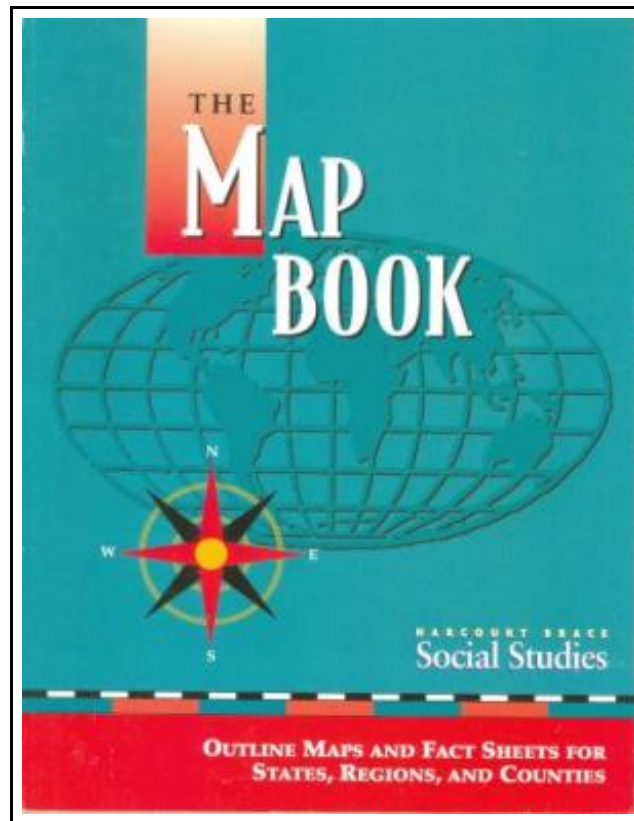 THE
MAP
BOOK
N
W
E
S
HARCOURT BRACE
Social Studies
OUTLINE MAPS AND FACT SHEETS FOR
STATES, REGIONS, AND COUNTIES